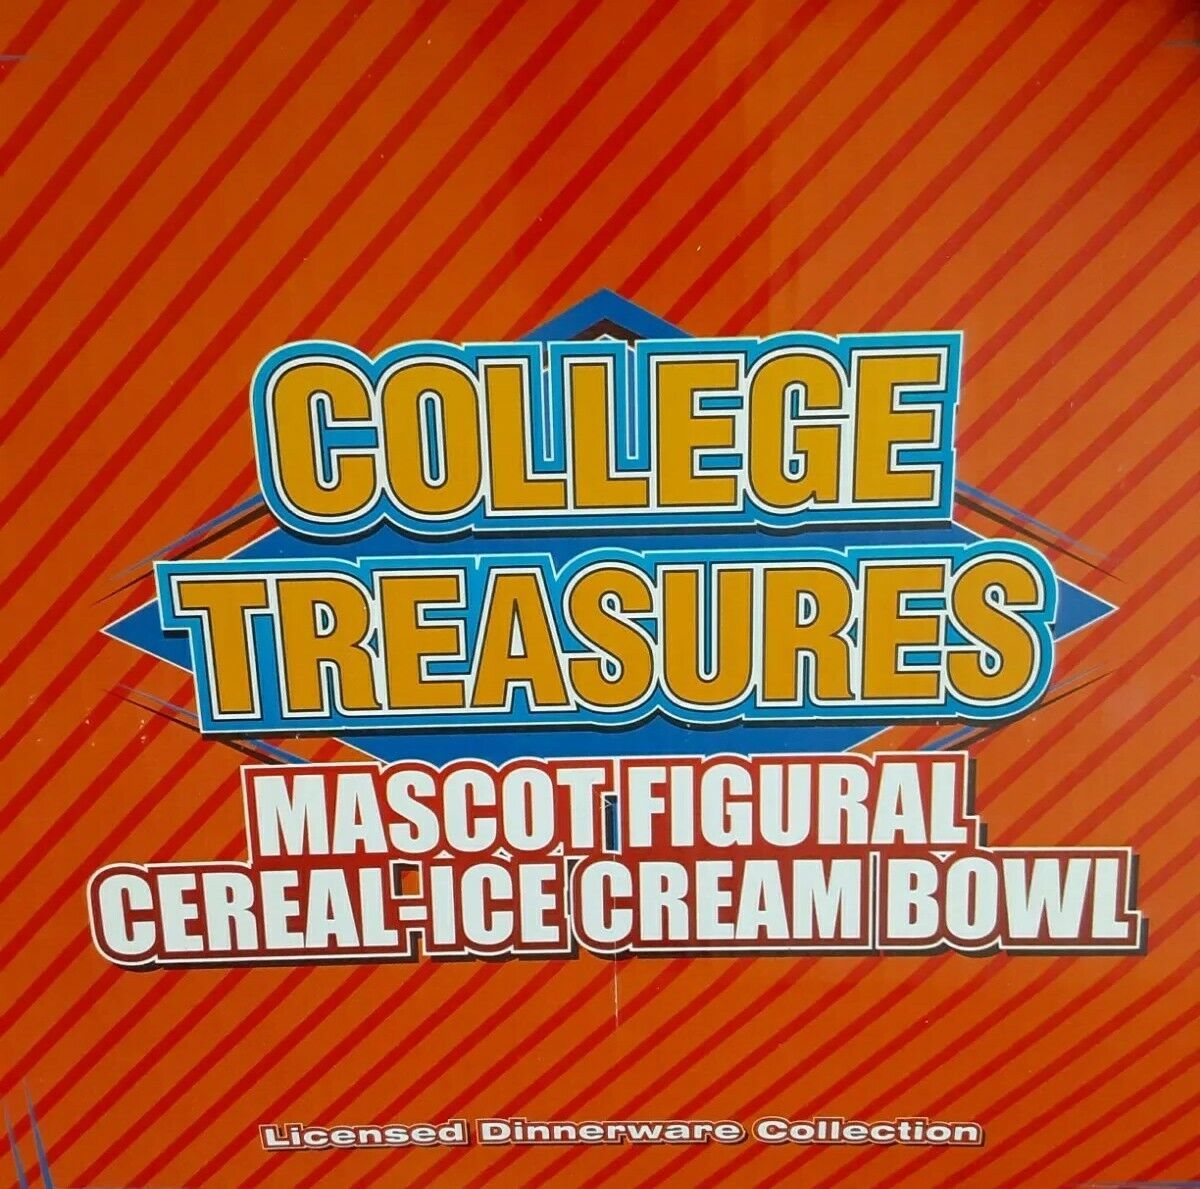 COLLEGE
TREASURES
MASCOT FIGURAL
CEREAL-ICE CREAM BOWL
Licensed Dinnerware Collection